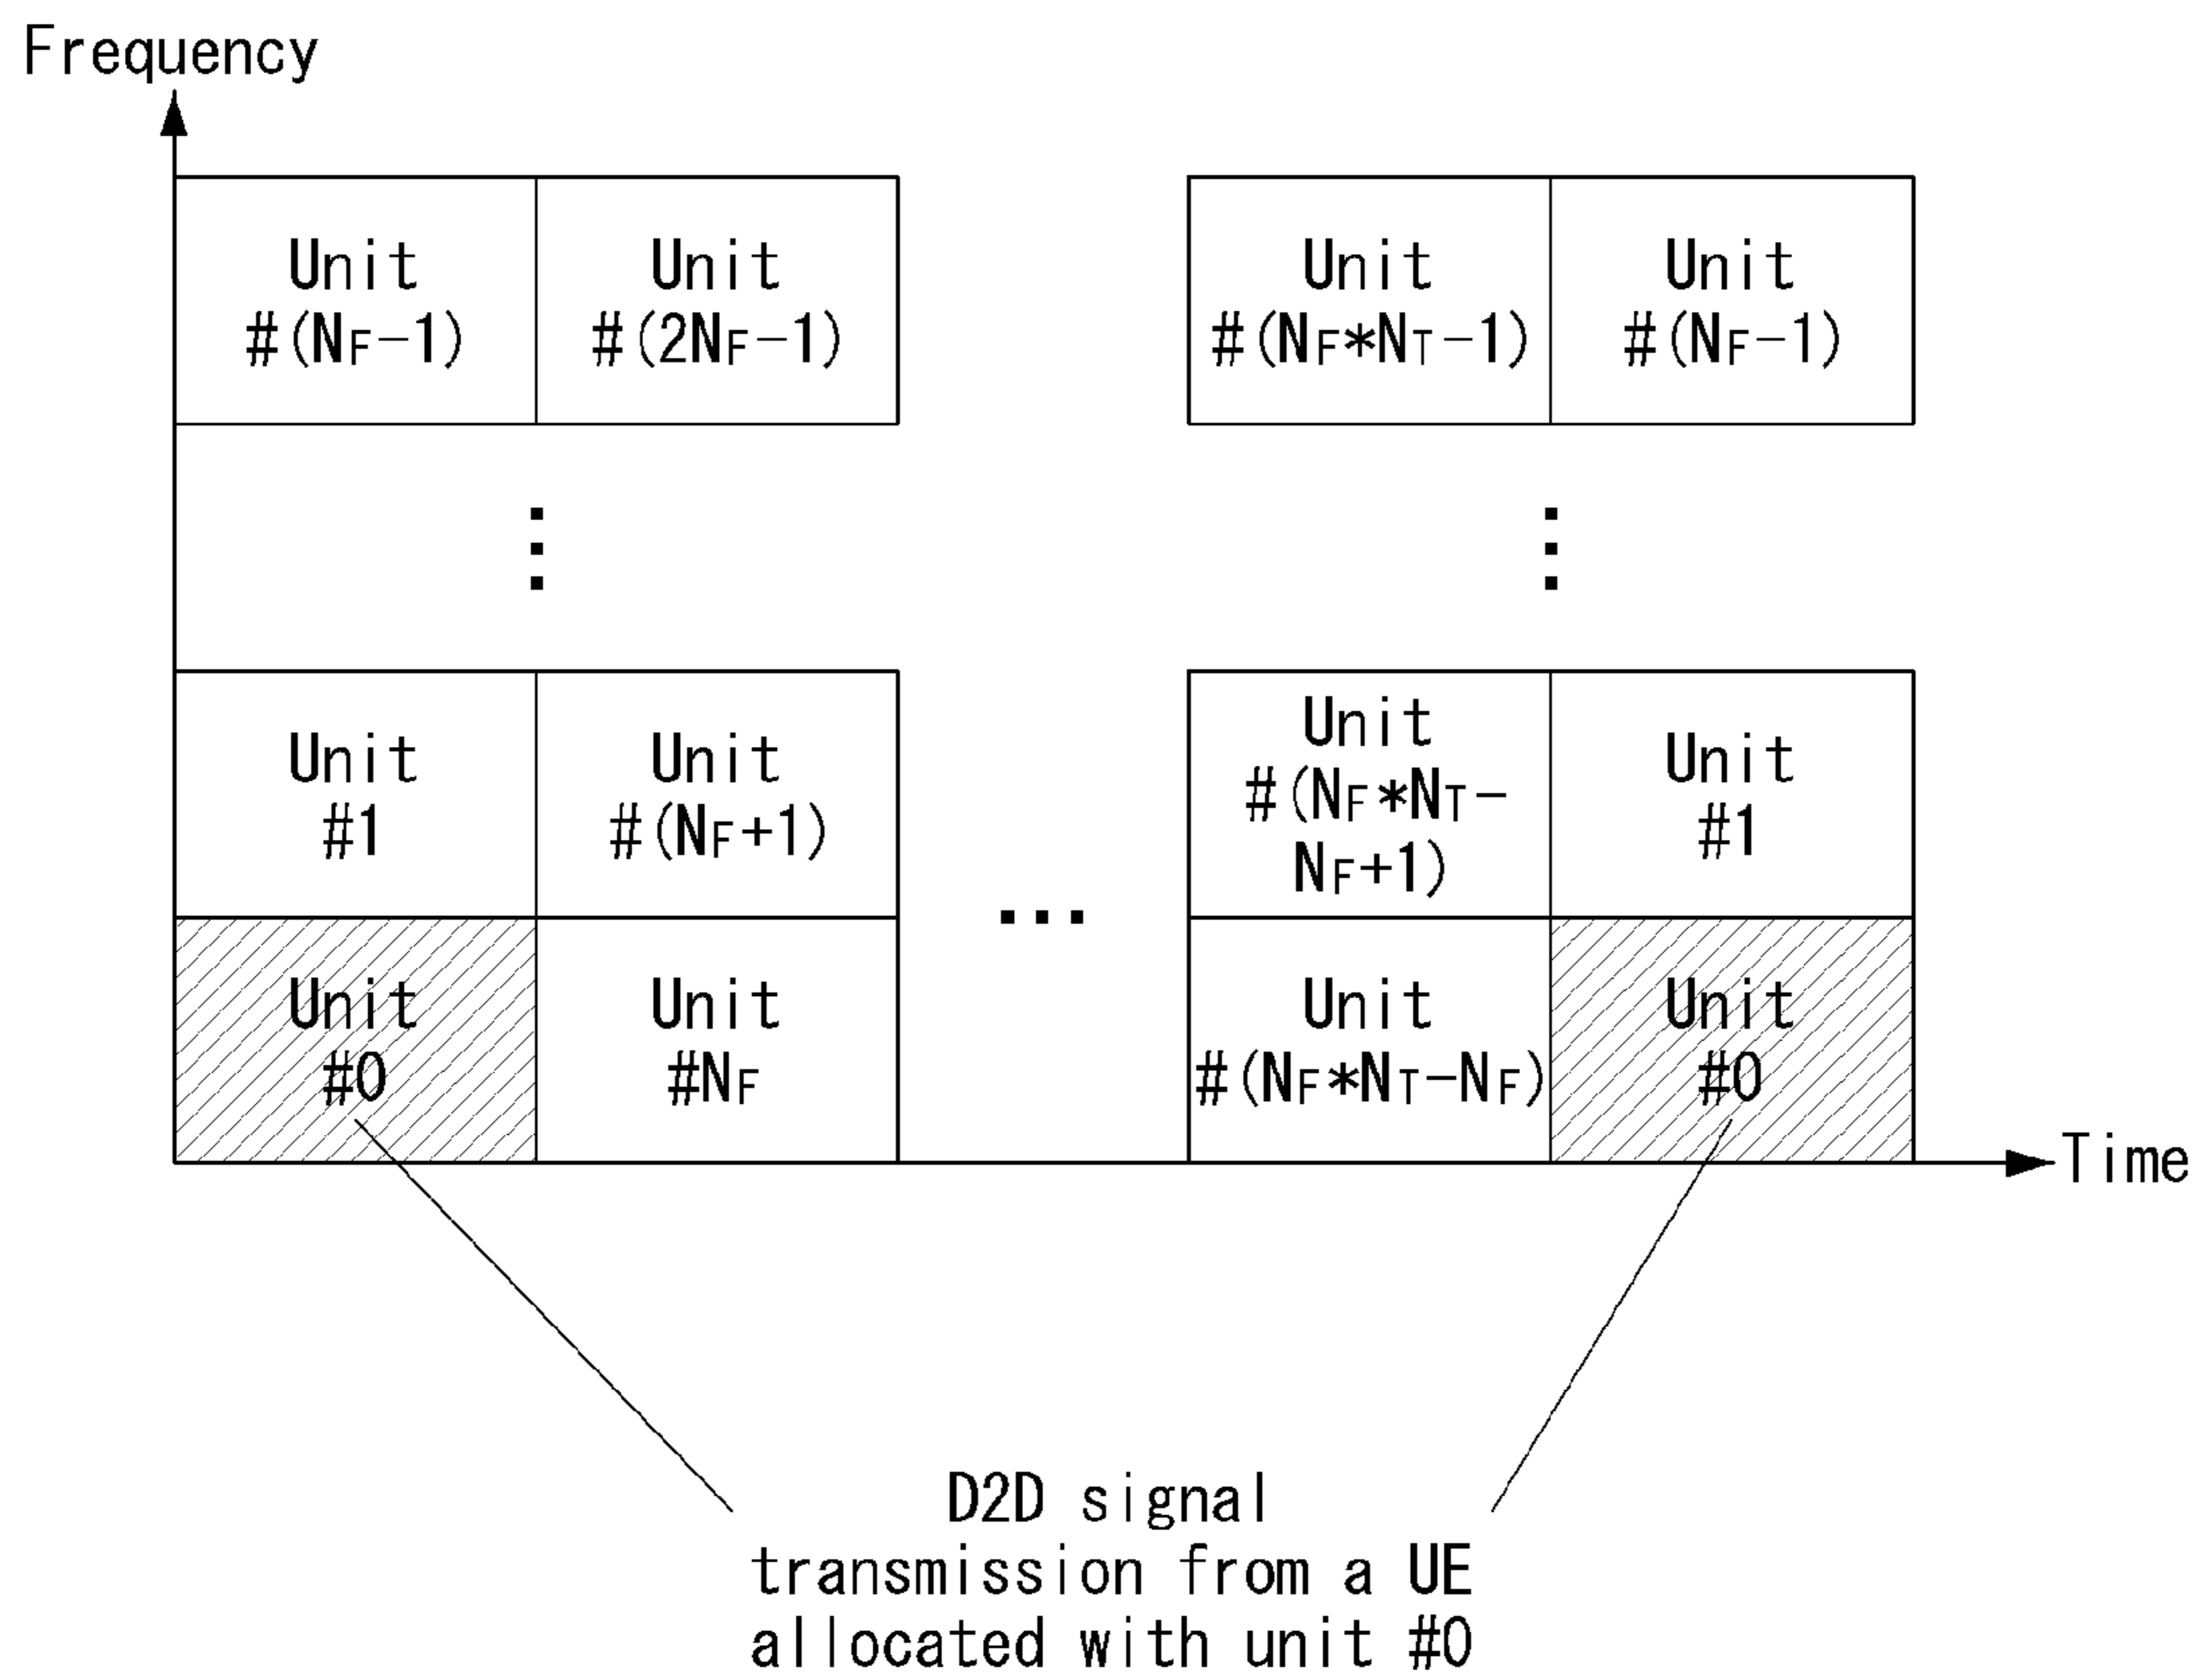 Frequency
Unit
#(NF-1)
Unit
#(2NF-1)
Unit
#(NF*NT-1)
Unit
#(NF-1)
Unit
#1
Unit
#(NF+1)
Unit
#(NF*NT-
NF+1)
Unit
#1
Unit
#0
Unit
#NF
Unit
#(NF*NT-NF)
Unit
#0
Time
D2D signal
transmission from a UE
allocated with unit #0